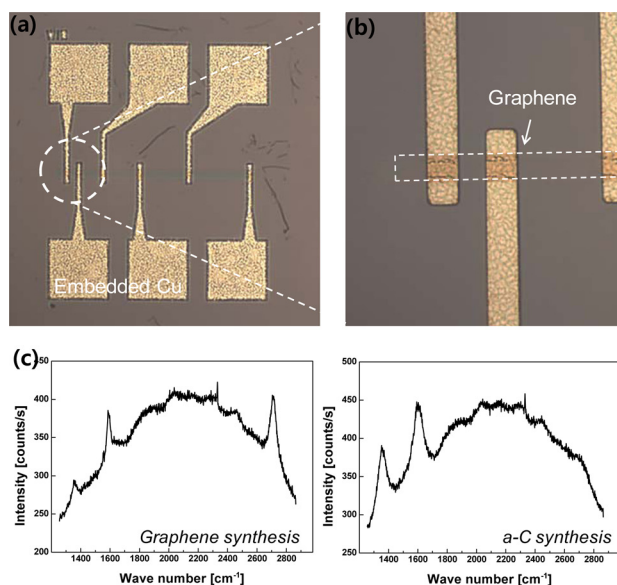 (a)
(b)
Graphene
Embedded Cu
(c)
450
400
350
300
250
200
Intensity [counts/s]
1400 1600 1800 2000 2200 2400 2600 2800
Wave number [cm⁻¹]
Graphene synthesis
500
450
400
350
300
250
Intensity [counts/s]
1400 1600 1800 2000 2200 2400 2600 2800
Wave number [cm⁻¹]
a-C synthesis